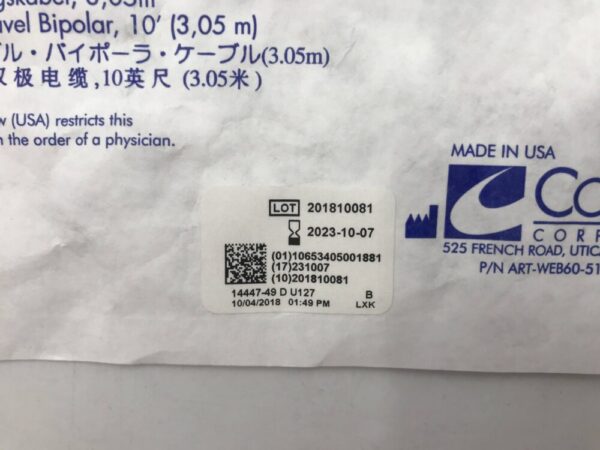 avel Bipolar, 10' (3,05 m)
ル・バイポーラ・ケーブル(3.05m)
极 电 缆 ,10英 尺 （3.05米 ）
(USA) restricts this
the order of a physician.
MADE IN USA
LOT 201810081
2023-10-07
(01)10653405001881
(17)231007
(10)201810081
14447-49 D U127 B
10/04/2018 01:49 PM LXK
Co
CORP
525 FRENCH ROAD, UTIC
P/N ART-WEB60-51